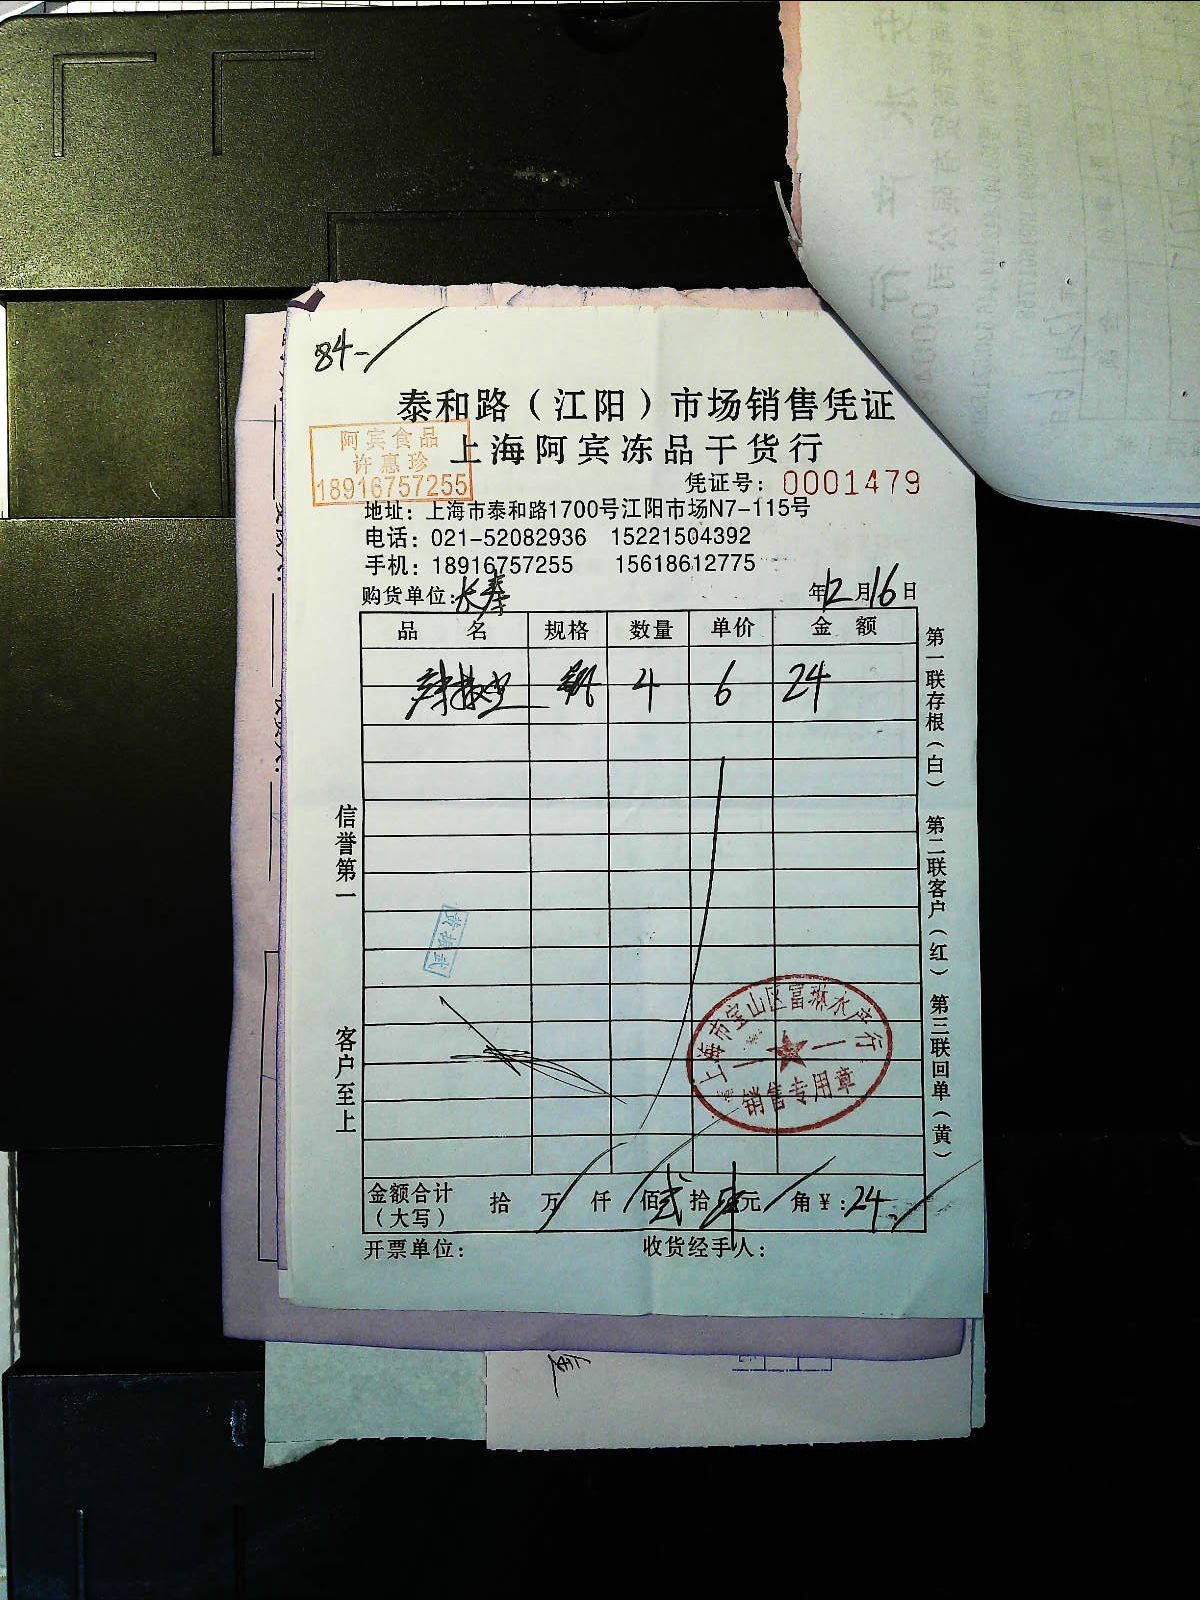 84-
泰和路（江阳）市场销售凭证
上海阿宾冻品干货行
阿宾食品
许惠珍
18916757255
凭证号：0001479
地址：上海市泰和路1700号江阳市场N7-115号
电话：021-52082936 15221504392
手机：18916757255 15618612775
购货单位：长寿 年12月16日
品名 规格 数量 单价 金额
4 6 24
信誉第一 客户至上
第一联存根（白） 第二联客户（红） 第三联回单（黄）
上海市宝山区富琳水产行
销售专用章
金额合计（大写） 拾 万 仟 佰 贰 拾 肆 元 角 ￥：24
开票单位： 收货经手人：